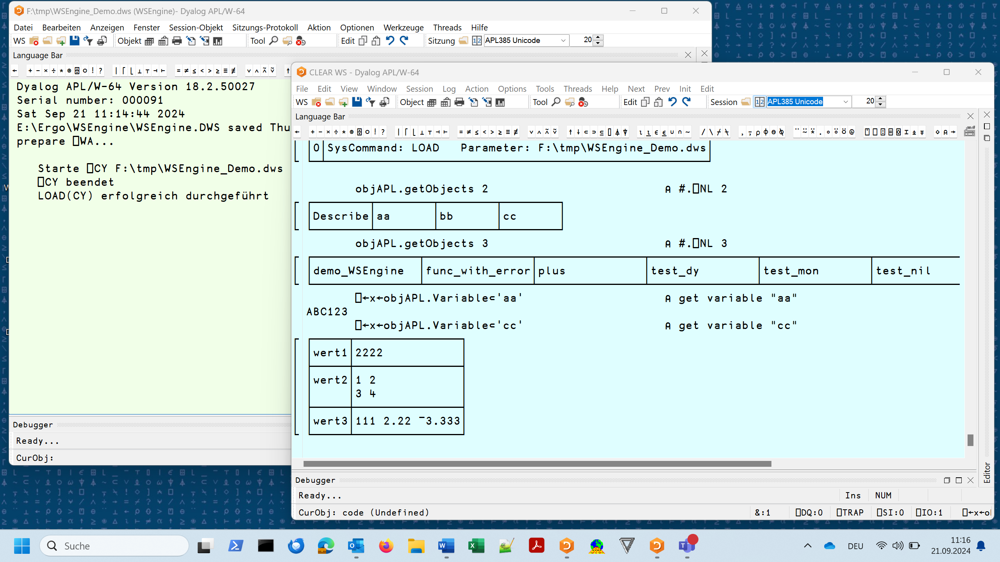 F:\tmp\WSEngine_Demo.dws (WSEngine)- Dyalog APL/W-64
Datei Bearbeiten Anzeigen Fenster Session-Objekt Sitzungs-Protokoll Aktion Optionen Werkzeuge Threads Hilfe
WS Objekt Tool Edit Sitzung APL385 Unicode 20
Language Bar
← + - × ÷ * ⍟ ⌹ ○ ! ? | ⌈ ⌊ ⊥ ⊤ ⊣ ⊢ = ≠ ≤ < > ≥ ≡ ≢ ∨ ∧ ⍲ ⍱ ↑
Dyalog APL/W-64 Version 18.2.50027
Serial number: 000091
Sat Sep 21 11:14:44 2024
E:\Ergo\WSEngine\WSEngine.DWS saved Thu
prepare ⎕WA...
Starte ⎕CY F:\tmp\WSEngine_Demo.dws
⎕CY beendet
LOAD(CY) erfolgreich durchgeführt
Debugger
Ready...
CurObj:
CLEAR WS - Dyalog APL/W-64
File Edit View Window Session Log Action Options Tools Threads Help Next Prev Init Edit
WS Object Tool Edit Session APL385 Unicode 20
Language Bar
← + - × ÷ * ⍟ ⌹ ○ ! ? | ⌈ ⌊ ⊥ ⊤ ⊣ ⊢ = ≠ ≤ < > ≥ ≡ ≢ ∨ ∧ ⍲ ⍱ ↑ ↓ ⊂ ⊃ ⊆ ⌷ ⍋ ⍒ ⍳ ⍸ ∊ ⍷ ∪ ∩ ~ / \ ⌿ ⍀ , ⍪ ⍴ ⌽ ⊖ ⍉ ¨ ⍨ ⍣ . ∘ ⍤ ⍥ @ ⍞ ⎕ ⍠ ⌸ ⌺ ⌶ ⍎ ⍕ ⋄ ⍝ →
0 SysCommand: LOAD Parameter: F:\tmp\WSEngine_Demo.dws
objAPL.getObjects 2 ⍝ #.⎕NL 2
Describe aa bb cc
objAPL.getObjects 3 ⍝ #.⎕NL 3
demo_WSEngine func_with_error plus test_dy test_mon test_nil
⎕←x←objAPL.Variable⊂'aa' ⍝ get variable "aa"
ABC123
⎕←x←objAPL.Variable⊂'cc' ⍝ get variable "cc"
wert1 2222
wert2 1 2
3 4
wert3 111 2.22 ¯3.333
Editor
Debugger
Ready... Ins NUM
CurObj: code (Undefined) &:1 ⎕DQ:0 ⎕TRAP ⎕SI:0 ⎕IO:1 ⎕←x←o
Suche
DEU
11:16
21.09.2024